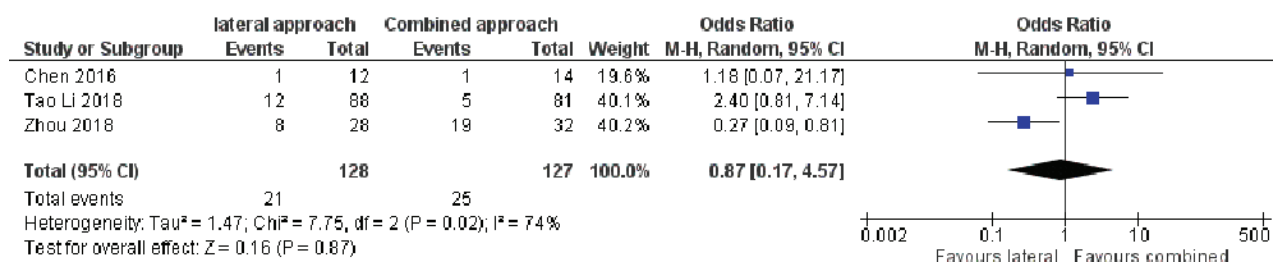 lateral approach Combined approach Odds Ratio Odds Ratio
Study or Subgroup Events Total Events Total Weight M-H, Random, 95% CI M-H, Random, 95% CI
Chen 2016 1 12 1 14 19.6% 1.18 [0.07, 21.17]
Tao Li 2018 12 88 5 81 40.1% 2.40 [0.81, 7.14]
Zhou 2018 8 28 19 32 40.2% 0.27 [0.09, 0.81]
Total (95% CI) 128 127 100.0% 0.87 [0.17, 4.57]
Total events 21 25
Heterogeneity: Tau² = 1.47; Chi² = 7.75, df = 2 (P = 0.02); I² = 74%
Test for overall effect: Z = 0.16 (P = 0.87)
0.002 0.1 1 10 500
Favours lateral Favours combined